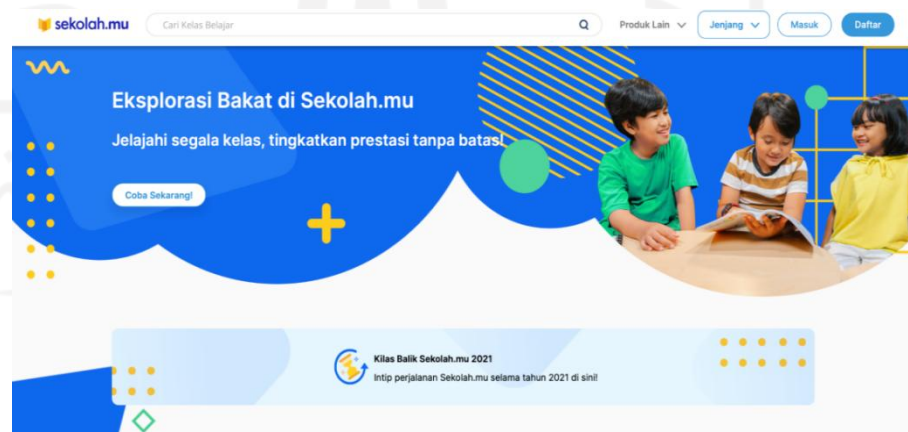 sekolah.mu
Cari Kelas Belajar
Produk Lain
Jenjang
Masuk
Daftar
Eksplorasi Bakat di Sekolah.mu
Jelajahi segala kelas, tingkatkan prestasi tanpa batas!
Coba Sekarang!
Kilas Balik Sekolah.mu 2021
Intip perjalanan Sekolah.mu selama tahun 2021 di sini!